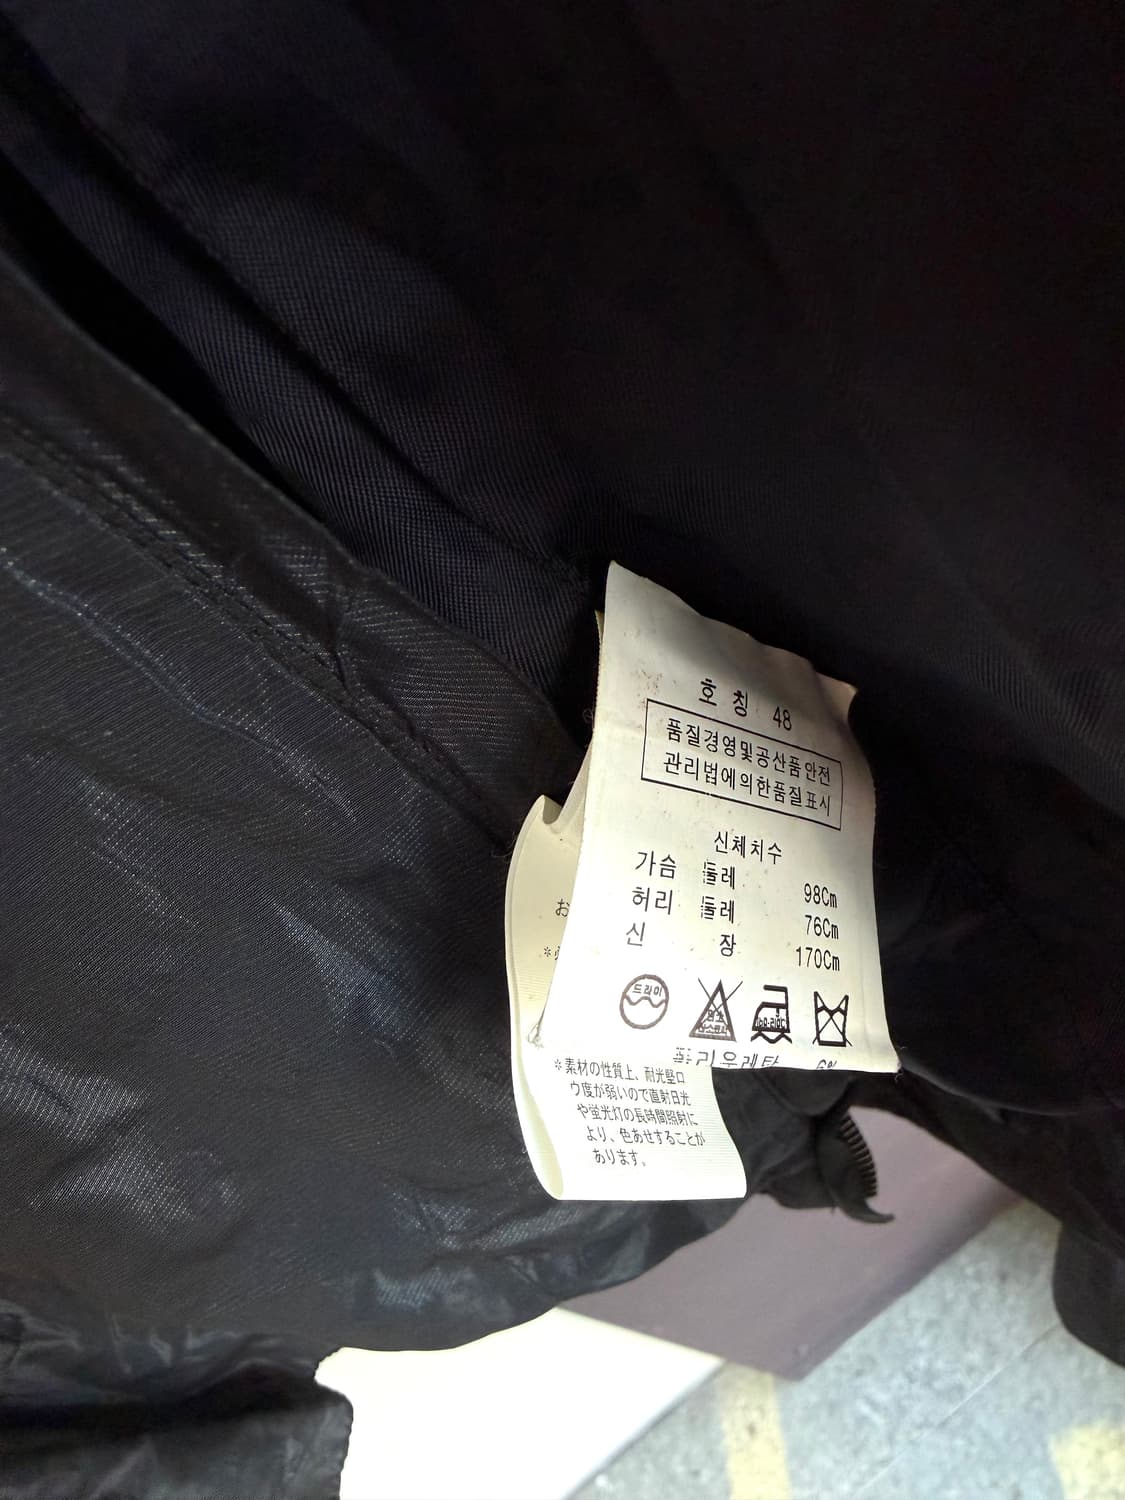 호칭 48
품질경영및공산품안전
관리법에의한품질표시
신체치수
가슴 둘레 98Cm
허리 둘레 76Cm
신 장 170Cm
드라이
お
※素材の性質上、耐光堅ロ
ウ度が弱いので直射日光
や蛍光灯の長時間照射に
より、色あせすることが
あります。